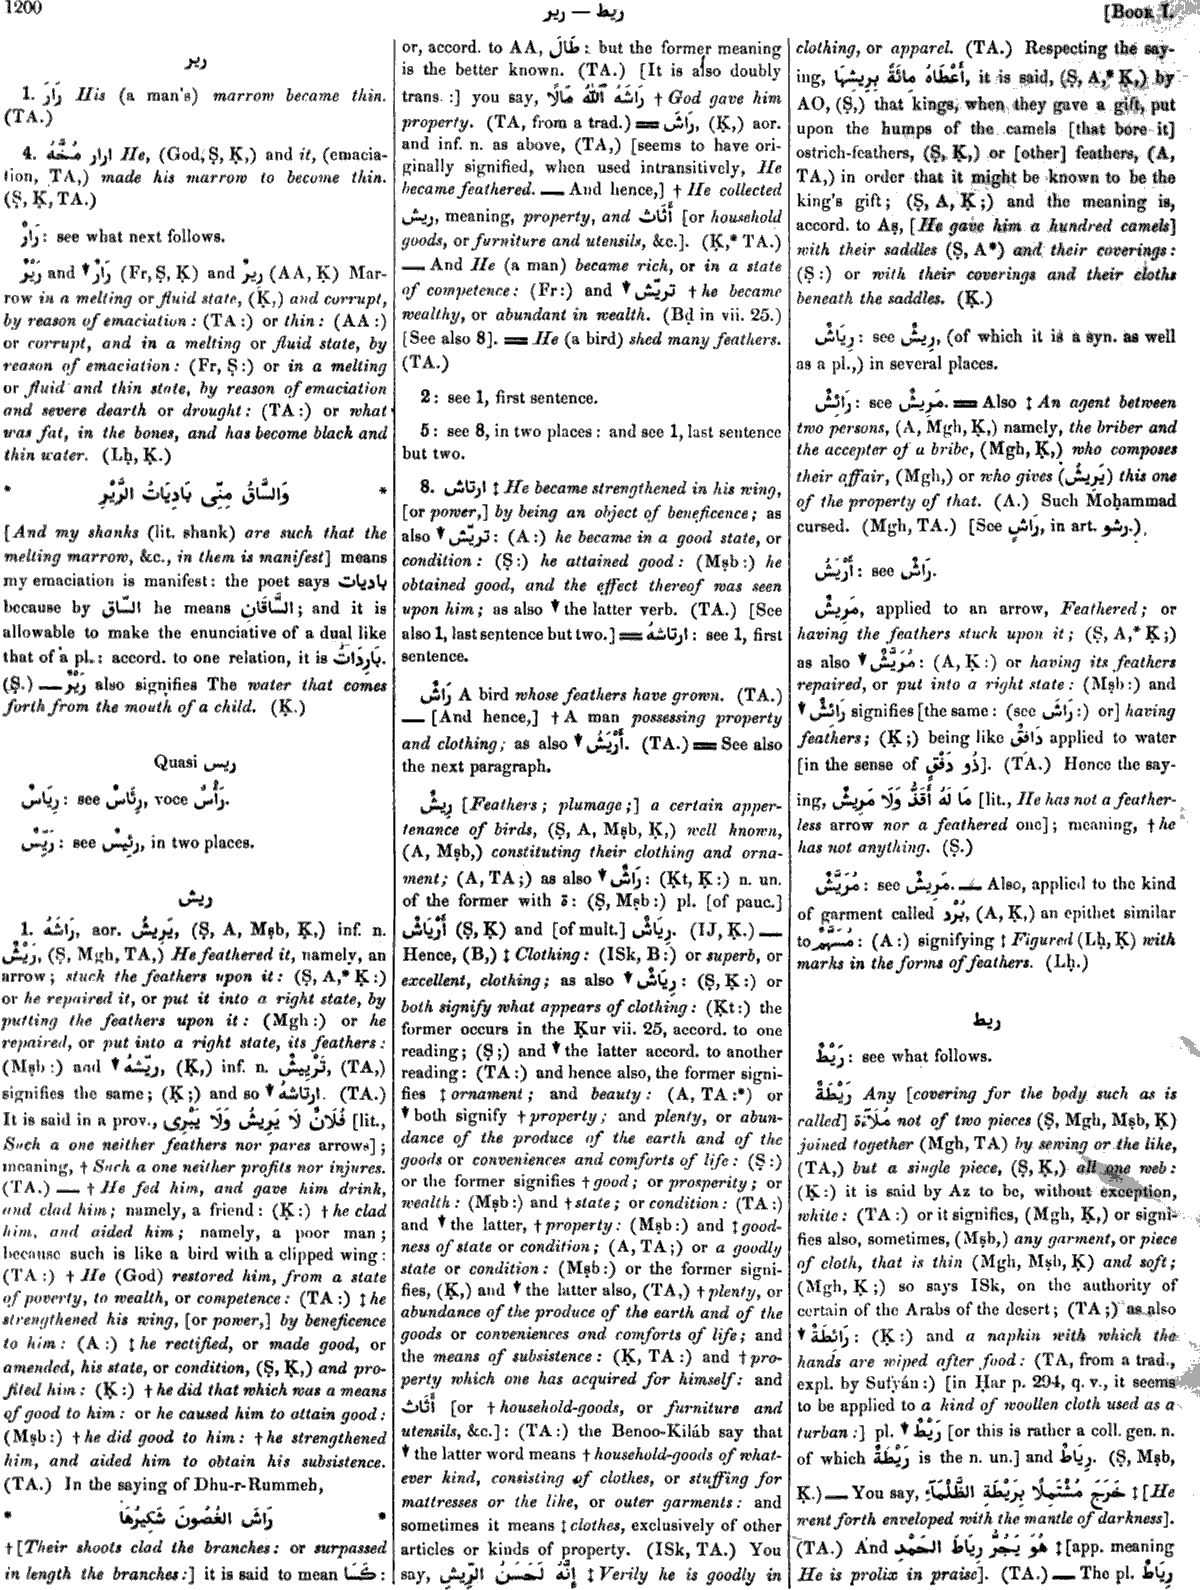 1200
رير — ريط
[Book I.
رير
1. رَارَ His (a man's) marrow became thin.
(TA.)
4. ارار مُخَّهُ He, (God, Ṣ, Ḳ,) and it, (emacia-
tion, TA,) made his marrow to become thin.
(Ṣ, Ḳ, TA.)
رَارٌ: see what next follows.
رَيْرٌ and ▼ رَارٌ (Fr, Ṣ, Ḳ) and رِيرٌ (AA, Ḳ) Mar-
row in a melting or fluid state, (Ḳ,) and corrupt,
by reason of emaciation: (TA:) or thin: (AA:)
or corrupt, and in a melting or fluid state, by
reason of emaciation: (Fr, Ṣ:) or in a melting
or fluid and thin state, by reason of emaciation
and severe dearth or drought: (TA:) or what
was fat, in the bones, and has become black and
thin water. (Lḥ, Ḳ.)
* وَالسَّاقُ مِنِّى بَادِيَاتُ الرَّيْرِ *
[And my shanks (lit. shank) are such that the
melting marrow, &c., in them is manifest] means
my emaciation is manifest: the poet says باديات
because by السّاق he means السَّاقَانِ; and it is
allowable to make the enunciative of a dual like
that of a pl.: accord. to one relation, it is بَارِدَاتُ.
(Ṣ.) — رَيْرٌ also signifies The water that comes
forth from the mouth of a child. (Ḳ.)
Quasi ريس
رِيَاسٌ: see رِئَاسٌ, voce رَأْسٌ.
رَيِّسٌ: see رَئِيسٌ, in two places.
ريش
1. رَاشَهُ, aor. يَرِيشُ, (Ṣ, A, Mṣb, Ḳ,) inf. n.
رَيْشٌ, (Ṣ, Mgh, TA,) He feathered it, namely, an
arrow; stuck the feathers upon it: (Ṣ, A,* Ḳ:)
or he repaired it, or put it into a right state, by
putting the feathers upon it: (Mgh:) or he
repaired, or put into a right state, its feathers:
(Mṣb:) and ▼ ريّشهُ, (Ḳ,) inf. n. تَرْيِيشٌ, (TA,)
signifies the same; (Ḳ;) and so ▼ ارتاشهُ. (TA.)
It is said in a prov., فُلَانٌ لَا يَرِيشُ وَلَا يَبْرِى [lit.,
Such a one neither feathers nor pares arrows];
meaning, † Such a one neither profits nor injures.
(TA.) — † He fed him, and gave him drink,
and clad him; namely, a friend: (Ḳ:) † he clad
him, and aided him; namely, a poor man;
because such is like a bird with a clipped wing:
(TA:) † He (God) restored him, from a state
of poverty, to wealth, or competence: (TA:) ‡ he
strengthened his wing, [or power,] by beneficence
to him: (A:) ‡ he rectified, or made good, or
amended, his state, or condition, (Ṣ, Ḳ,) and pro-
fited him: (Ḳ:) † he did that which was a means
of good to him: or he caused him to attain good:
(Mṣb:) † he did good to him: † he strengthened
him, and aided him to obtain his subsistence.
(TA.) In the saying of Dhu-r-Rummeh,
* رَاشَ الغُصُونَ شَكِيرُهَا *
† [Their shoots clad the branches: or surpassed
in length the branches:] it is said to mean كَسَا:
or, accord. to AA, طَالَ: but the former meaning
is the better known. (TA.) [It is also doubly
trans.:] you say, رَاشَهُ ٱللّٰهُ مَالًا † God gave him
property. (TA, from a trad.) ═ رَاشَ, (Ḳ,) aor.
and inf. n. as above, (TA,) [seems to have ori-
ginally signified, when used intransitively, He
became feathered. — And hence,] † He collected
ريش, meaning, property, and أَثَاث [or household
goods, or furniture and utensils, &c.]. (Ḳ,* TA.)
— And He (a man) became rich, or in a state
of competence: (Fr:) and ▼ تريّش † he became
wealthy, or abundant in wealth. (Bḍ in vii. 25.)
[See also 8]. ═ He (a bird) shed many feathers.
(TA.)
2: see 1, first sentence.
5: see 8, in two places: and see 1, last sentence
but two.
8. ارتاش ‡ He became strengthened in his wing,
[or power,] by being an object of beneficence; as
also ▼ تريّش: (A:) he became in a good state, or
condition: (Ṣ:) he attained good: (Mṣb:) he
obtained good, and the effect thereof was seen
upon him; as also ▼ the latter verb. (TA.) [See
also 1, last sentence but two.] ═ ارتاشهُ: see 1, first
sentence.
رَاشٌ A bird whose feathers have grown. (TA.)
— [And hence,] † A man possessing property
and clothing; as also ▼ أَرْيَشُ. (TA.) ═ See also
the next paragraph.
رِيشٌ [Feathers; plumage;] a certain apper-
tenance of birds, (Ṣ, A, Mṣb, Ḳ,) well known,
(A, Mṣb,) constituting their clothing and orna-
ment; (A, TA;) as also ▼ رَاشٌ: (Kt, Ḳ:) n. un.
of the former with ة: (Ṣ, Mṣb:) pl. [of pauc.]
أَرْيَاشٌ (Ṣ, Ḳ) and [of mult.] رِيَاشٌ. (IJ, Ḳ.) —
Hence, (B,) ‡ Clothing: (ISk, B:) or superb, or
excellent, clothing; as also ▼ رِيَاشٌ: (Ṣ, Ḳ:) or
both signify what appears of clothing: (Kt:) the
former occurs in the Ḳur vii. 25, accord. to one
reading; (Ṣ;) and ▼ the latter accord. to another
reading: (TA:) and hence also, the former signi-
fies ‡ ornament; and beauty: (A, TA:*) or
▼ both signify † property; and plenty, or abun-
dance of the produce of the earth and of the
goods or conveniences and comforts of life: (Ṣ:)
or the former signifies † good; or prosperity; or
wealth: (Mṣb:) and † state; or condition: (TA:)
and ▼ the latter, † property: (Mṣb:) and ‡ good-
ness of state or condition; (A, TA;) or a goodly
state or condition: (Mṣb:) or the former signi-
fies, (Ḳ,) and ▼ the latter also, (TA,) † plenty, or
abundance of the produce of the earth and of the
goods or conveniences and comforts of life; and
the means of subsistence: (Ḳ, TA:) and † pro-
perty which one has acquired for himself: and
أَثَاث [or † household-goods, or furniture and
utensils, &c.]: (TA:) the Benoo-Kiláb say that
▼ the latter word means † household-goods of what-
ever kind, consisting of clothes, or stuffing for
mattresses or the like, or outer garments: and
sometimes it means ‡ clothes, exclusively of other
articles or kinds of property. (ISk, TA.) You
say, إِنَّهُ لَحَسَنُ الرِّيشِ ‡ Verily he is goodly in
clothing, or apparel. (TA.) Respecting the say-
ing, أَعْطَاهُ مِائَةً بِرِيشِهَا, it is said, (Ṣ, A,* Ḳ,) by
AO, (Ṣ,) that kings, when they gave a gift, put
upon the humps of the camels [that bore it]
ostrich-feathers, (Ṣ, Ḳ,) or [other] feathers, (A,
TA,) in order that it might be known to be the
king's gift; (Ṣ, A, Ḳ;) and the meaning is,
accord. to Aṣ, [He gave him a hundred camels]
with their saddles (Ṣ, A*) and their coverings:
(Ṣ:) or with their coverings and their cloths
beneath the saddles. (Ḳ.)
رِيَاشٌ: see رِيشٌ, (of which it is a syn. as well
as a pl.,) in several places.
رَائِشٌ: see مَرِيشٌ. ═ Also ‡ An agent between
two persons, (A, Mgh, Ḳ,) namely, the briber and
the accepter of a bribe, (Mgh, Ḳ,) who composes
their affair, (Mgh,) or who gives (يَرِيشُ) this one
of the property of that. (A.) Such Moḥammad
cursed. (Mgh, TA.) [See رَاشٍ, in art. رشو.]
أَرْيَشُ: see رَاشٌ.
مَرِيشٌ, applied to an arrow, Feathered; or
having the feathers stuck upon it; (Ṣ, A,* Ḳ;)
as also ▼ مُرَيَّشٌ: (A, Ḳ:) or having its feathers
repaired, or put into a right state: (Mṣb:) and
▼ رَائِشٌ signifies [the same: (see رَاشَ:) or] having
feathers; (Ḳ;) being like دَافِقٌ applied to water
[in the sense of ذُو دَفْقٍ]. (TA.) Hence the say-
ing, مَا لَهُ أَقَذُّ وَلَا مَرِيشٌ [lit., He has not a feather-
less arrow nor a feathered one]; meaning, † he
has not anything. (Ṣ.)
مُرَيَّشٌ: see مَرِيشٌ. — Also, applied to the kind
of garment called بُرْد, (A, Ḳ,) an epithet similar
to مُسَهَّمٌ: (A:) signifying ‡ Figured (Lḥ, Ḳ) with
marks in the forms of feathers. (Lḥ.)
ريط
رَيْطٌ: see what follows.
رَيْطَةٌ Any [covering for the body such as is
called] مُلَآءَة not of two pieces (Ṣ, Mgh, Mṣb, Ḳ)
joined together (Mgh, TA) by sewing or the like,
(TA,) but a single piece, (Ṣ, Ḳ,) all one web:
(Ḳ:) it is said by Az to be, without exception,
white: (TA:) or it signifies, (Mgh, Ḳ,) or signi-
fies also, sometimes, (Mṣb,) any garment, or piece
of cloth, that is thin (Mgh, Mṣb, Ḳ) and soft;
(Mgh, Ḳ;) so says ISk, on the authority of
certain of the Arabs of the desert; (TA;) as also
▼ رَائِطَةٌ: (Ḳ:) and a napkin with which the
hands are wiped after food: (TA, from a trad.,
expl. by Sufyán:) [in Ḥar p. 294, q. v., it seems
to be applied to a kind of woollen cloth used as a
turban:] pl. ▼ رَيْطٌ [or this is rather a coll. gen. n.
of which رَيْطَةٌ is the n. un.] and رِيَاطٌ. (Ṣ, Mṣb,
Ḳ.) — You say, خَرَجَ مُشْتَمِلًا بِرَيْطَةِ الظَّلْمَآءِ ‡ [He
went forth enveloped with the mantle of darkness].
(TA.) And هُوَ يَجُرُّ رِيَاطَ الحَمْدِ ‡ [app. meaning
He is prolix in praise]. (TA.) — The pl. رِيَاطٌ